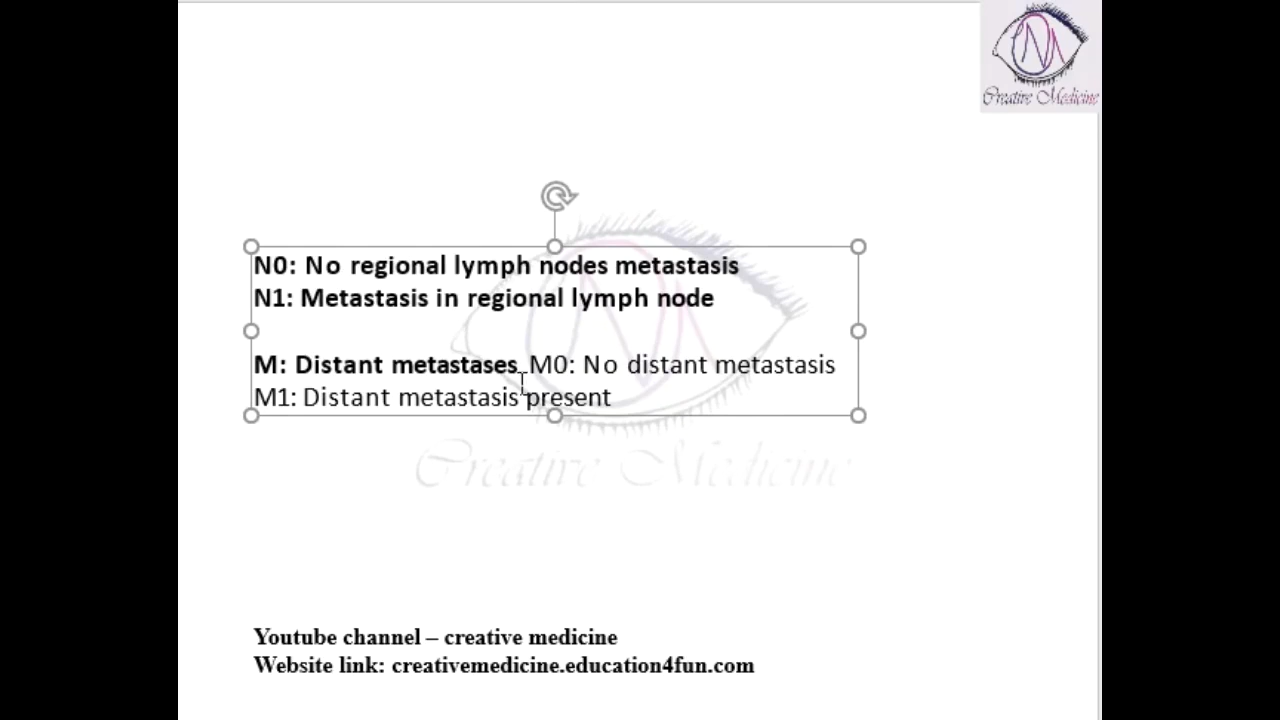 Creative Medicine
N0: No regional lymph nodes metastasis
N1: Metastasis in regional lymph node
M: Distant metastases M0: No distant metastasis
M1: Distant metastasis present
Creative Medicine
Youtube channel – creative medicine
Website link: creativemedicine.education4fun.com